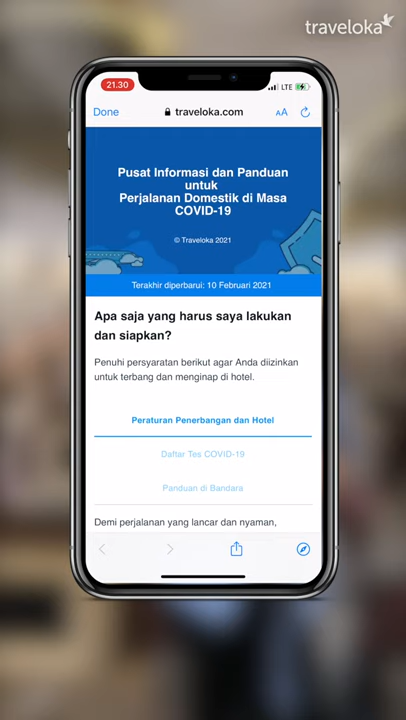 traveloka
21.30
LTE
Done
traveloka.com
AA
Pusat Informasi dan Panduan
untuk
Perjalanan Domestik di Masa
COVID-19
© Traveloka 2021
Terakhir diperbarui: 10 Februari 2021
Apa saja yang harus saya lakukan
dan siapkan?
Penuhi persyaratan berikut agar Anda diizinkan
untuk terbang dan menginap di hotel.
Peraturan Penerbangan dan Hotel
Daftar Tes COVID-19
Panduan di Bandara
Demi perjalanan yang lancar dan nyaman,